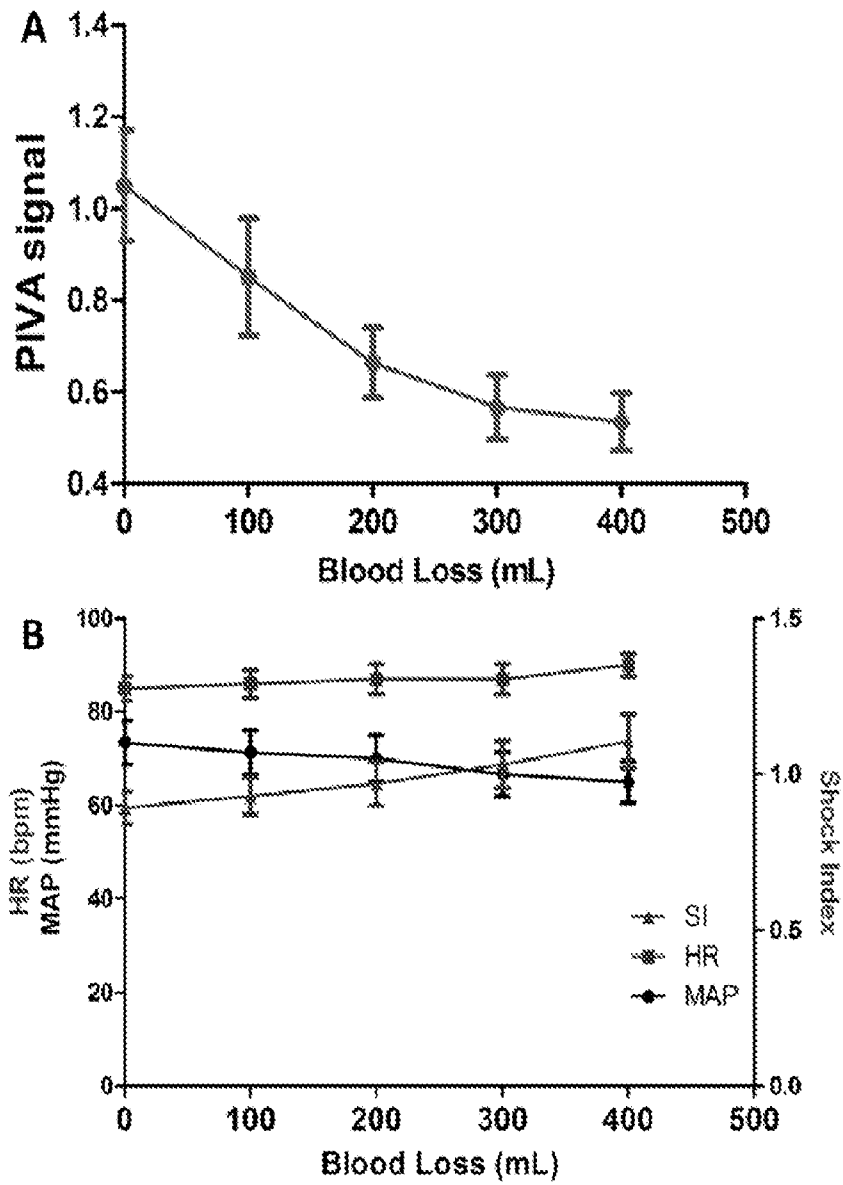 A
PIVA signal
1.4
1.2
1.0
0.8
0.6
0.4
0 100 200 300 400 500
Blood Loss (mL)
B
HR (bpm)
MAP (mmHg)
100
80
60
40
20
0
1.5
1.0
0.5
0.0
Shock Index
SI
HR
MAP
0 100 200 300 400 500
Blood Loss (mL)